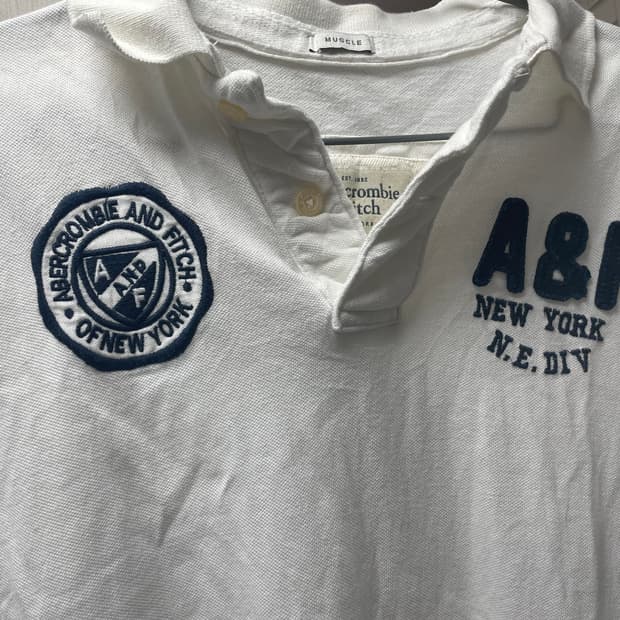 MUSCLE
EST. 1892
crombie
itch
ABERCROMBIE AND FITCH
OF NEW YORK
A AND F
A&
NEW YORK
N.E. DIV